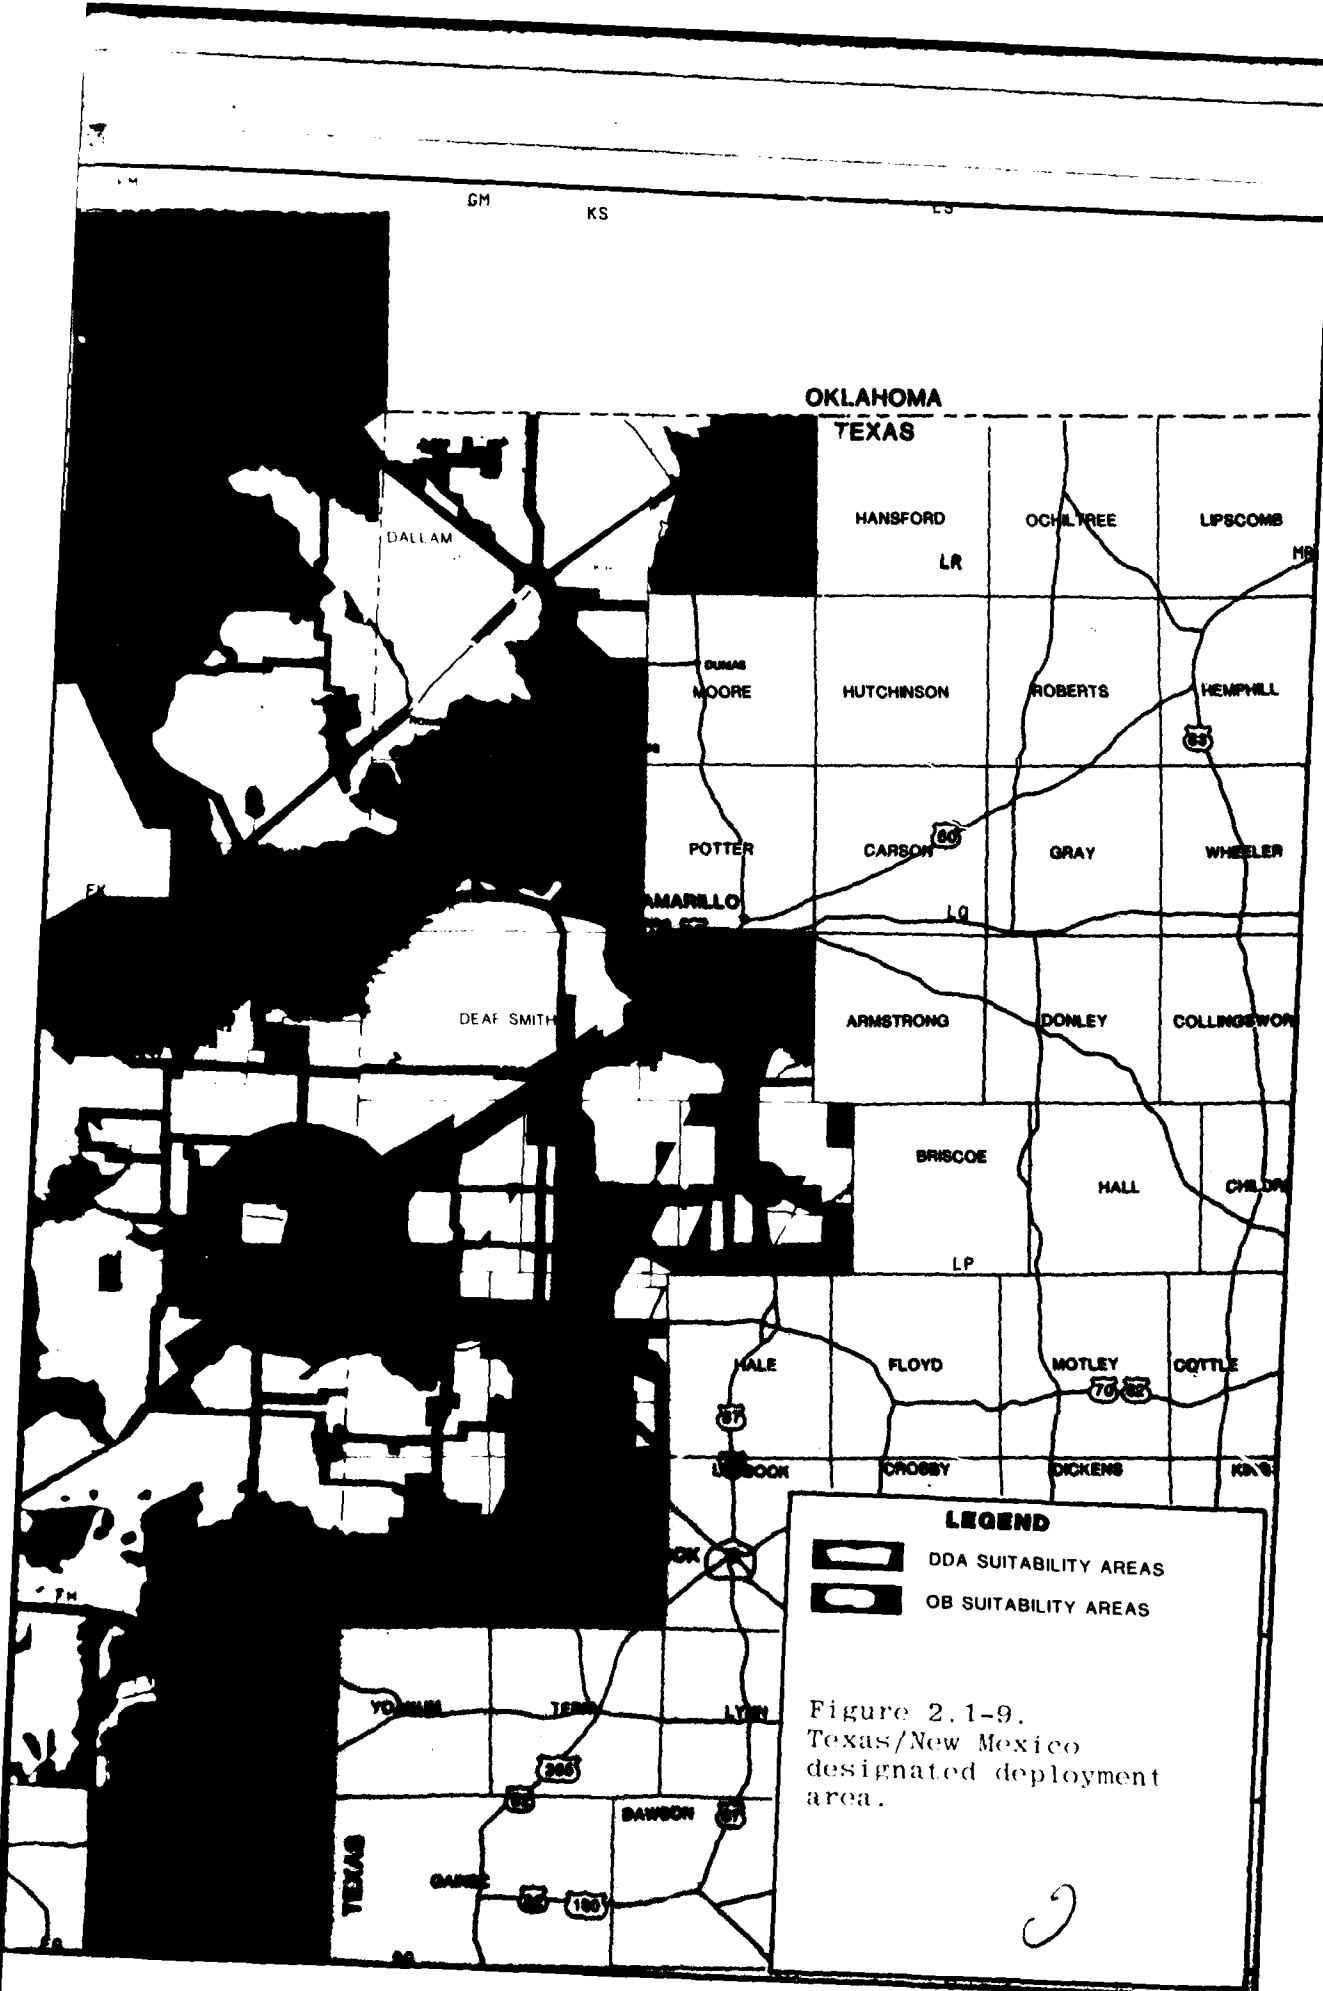 GM
KS
OKLAHOMA
TEXAS
HANSFORD
OCHILTREE
LIPSCOMB
DALLAM
LR
DUMAS
MOORE
HUTCHINSON
ROBERTS
HEMPHILL
83
60
POTTER
CARSON
GRAY
WHEELER
AMARILLO
LQ
DEAF SMITH
ARMSTRONG
DONLEY
COLLINGSWOR
BRISCOE
HALL
CHILDR
LP
HALE
FLOYD
MOTLEY
COTTLE
70
62
87
CROSBY
DICKENS
LEGEND
DDA SUITABILITY AREAS
OB SUITABILITY AREAS
Figure 2.1-9.
Texas/New Mexico
designated deployment
area.
LYNN
DAWSON
87
TEXAS
GAINES
180